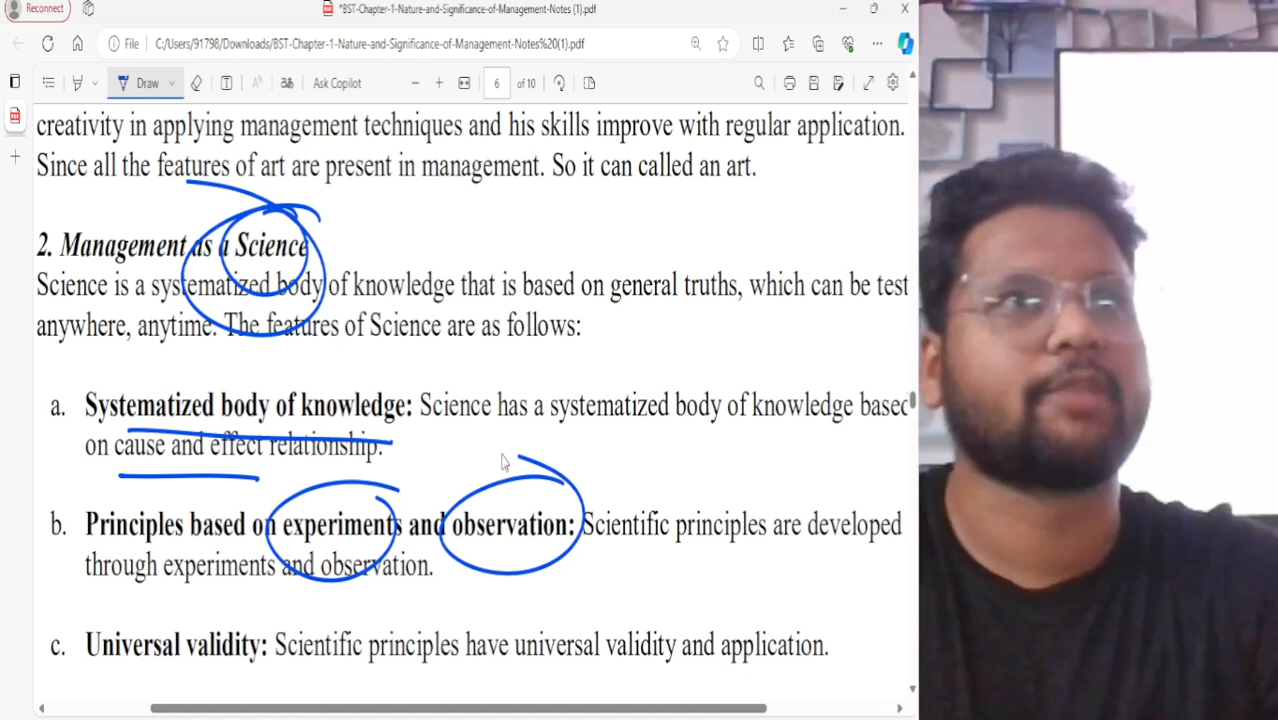 Reconnect
*BST-Chapter-1-Nature-and-Significance-of-Management-Notes (1).pdf
File C:/Users/91798/Downloads/BST-Chapter-1-Nature-and-Significance-of-Management-Notes%20(1).pdf
Draw Ask Copilot 6 of 10
creativity in applying management techniques and his skills improve with regular application.
Since all the features of art are present in management. So it can called an art.
2. Management as a Science
Science is a systematized body of knowledge that is based on general truths, which can be test
anywhere, anytime. The features of Science are as follows:
a. Systematized body of knowledge: Science has a systematized body of knowledge based
on cause and effect relationship.
b. Principles based on experiments and observation: Scientific principles are developed
through experiments and observation.
c. Universal validity: Scientific principles have universal validity and application.